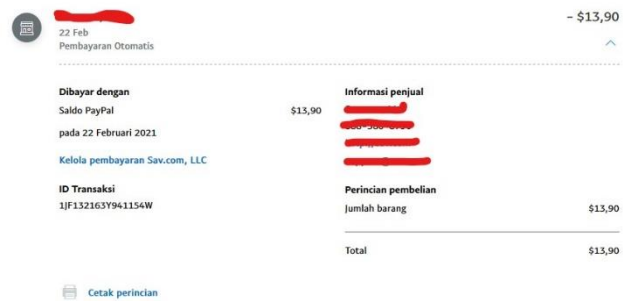 - $13,90
22 Feb
Pembayaran Otomatis
Dibayar dengan
Saldo PayPal $13,90
pada 22 Februari 2021
Kelola pembayaran Sav.com, LLC
ID Transaksi
1JF132163Y941154W
Informasi penjual
Perincian pembelian
Jumlah barang $13,90
Total $13,90
Cetak perincian